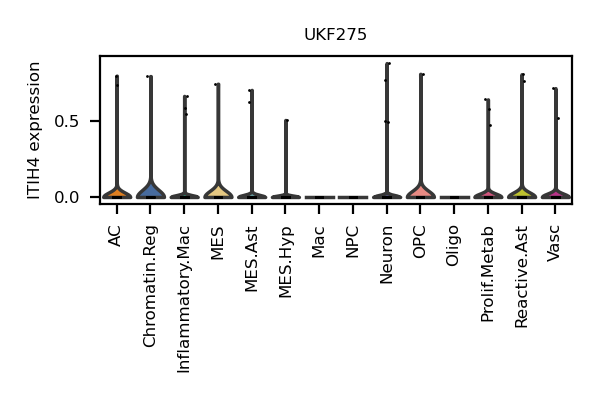 UKF275
ITIH4 expression
0.5
0.0
AC
Chromatin.Reg
Inflammatory.Mac
MES
MES.Ast
MES.Hyp
Mac
NPC
Neuron
OPC
Oligo
Prolif.Metab
Reactive.Ast
Vasc